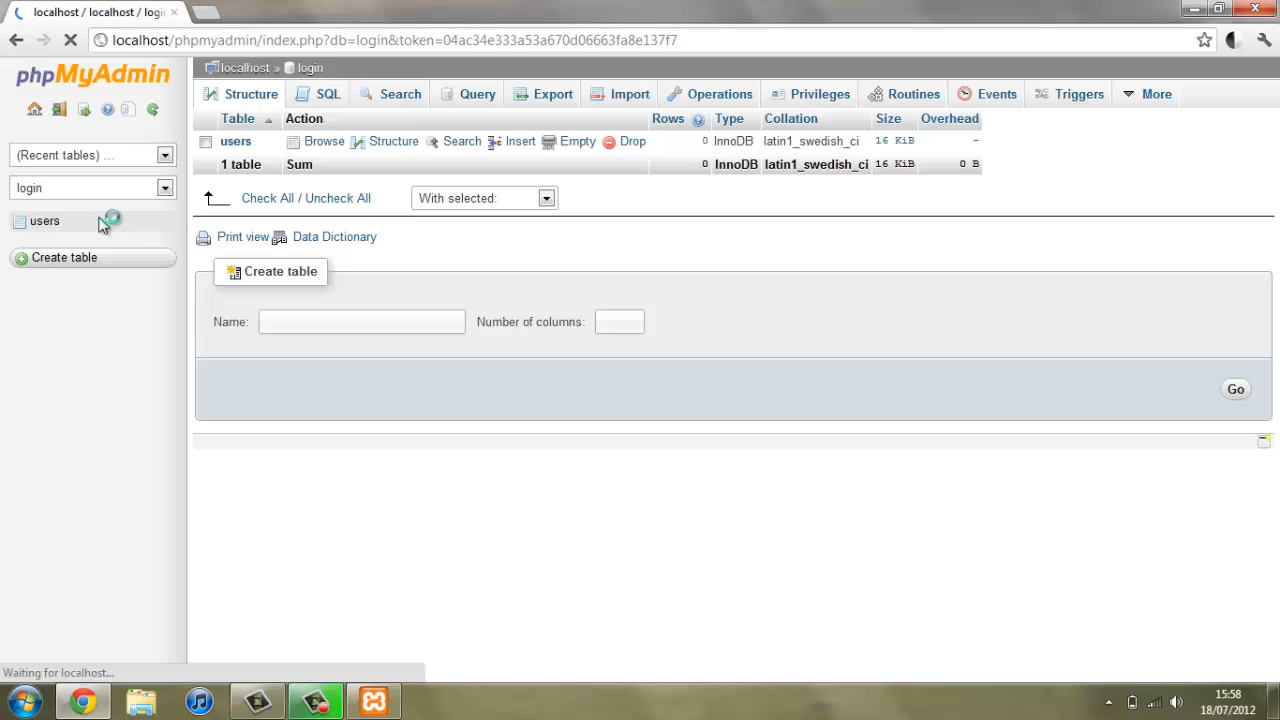 localhost / localhost / logi
localhost/phpmyadmin/index.php?db=login&token=04ac34e333a53a670d06663fa8e137f7
phpMyAdmin
(Recent tables) ...
login
users
Create table
localhost » login
Structure SQL Search Query Export Import Operations Privileges Routines Events Triggers More
Table Action Rows Type Collation Size Overhead
users Browse Structure Search Insert Empty Drop 0 InnoDB latin1_swedish_ci 16 KiB -
1 table Sum 0 InnoDB latin1_swedish_ci 16 KiB 0 B
Check All / Uncheck All With selected:
Print view Data Dictionary
Create table
Name: Number of columns:
Go
Waiting for localhost...
15:58
18/07/2012